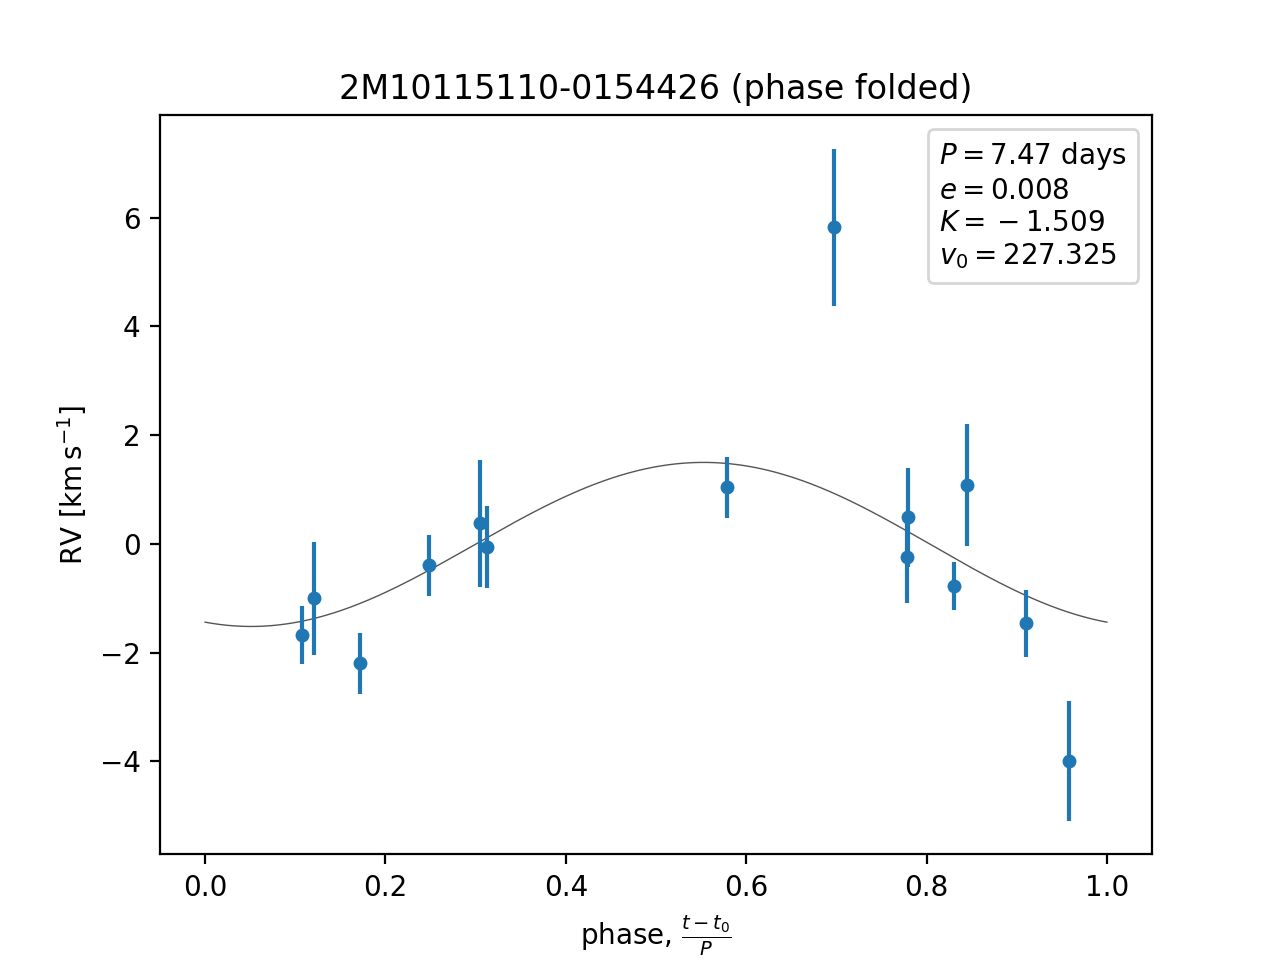 2M10115110-0154426 (phase folded)
P = 7.47 days
e = 0.008
K = −1.509
v₀ = 227.325
RV [km s⁻¹]
6
4
2
0
−2
−4
0.0 0.2 0.4 0.6 0.8 1.0
phase, (t − t₀)/P